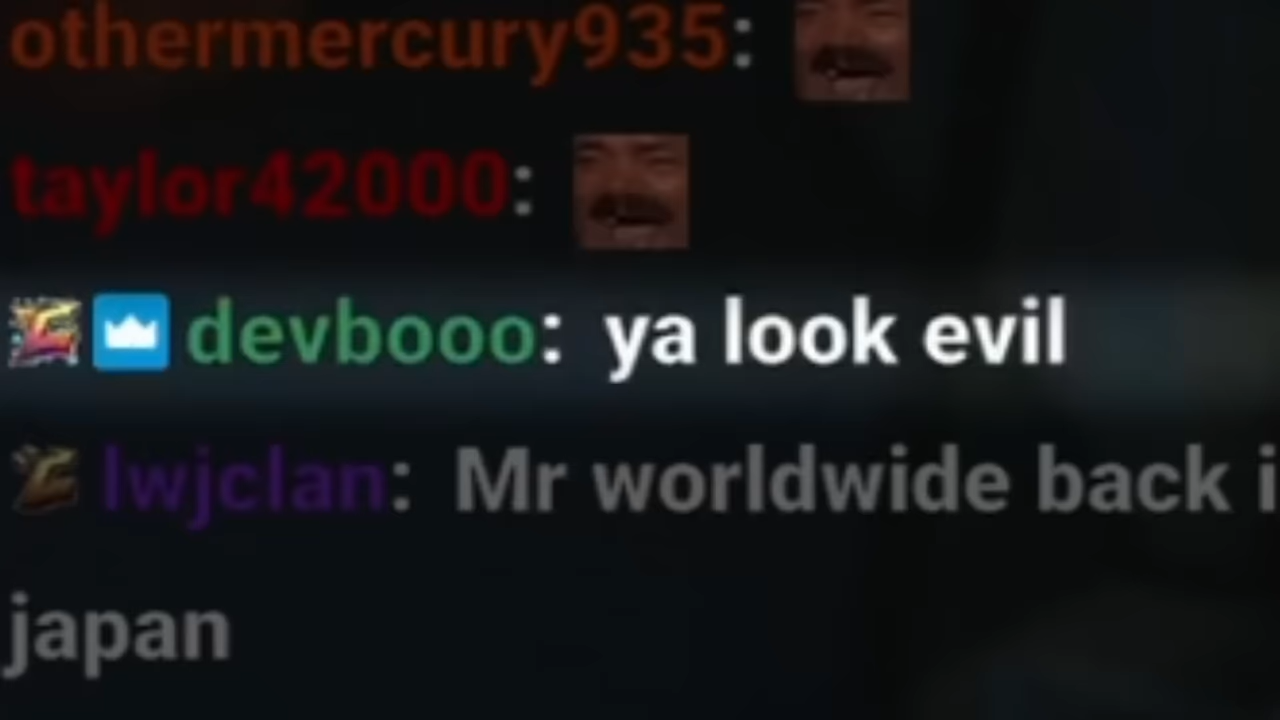 othermercury935:
taylor42000:
devbooo: ya look evil
lwjclan: Mr worldwide back i
japan